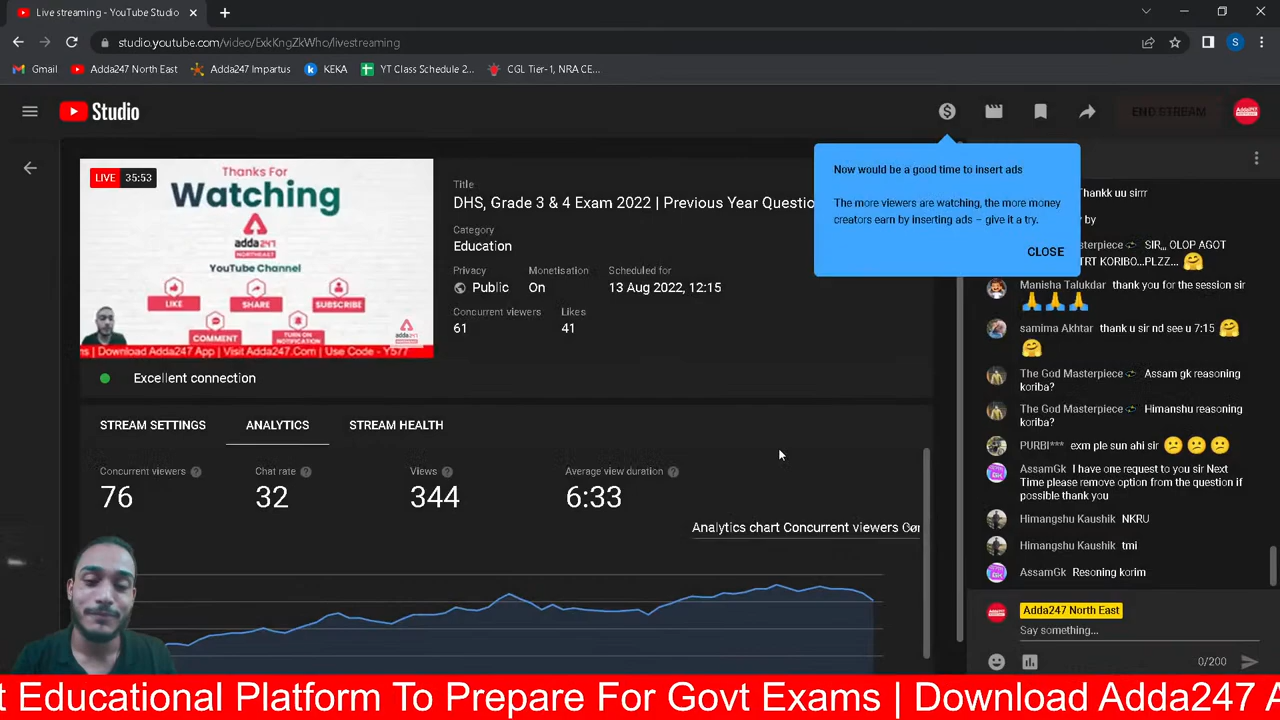 Live streaming - YouTube Studio
studio.youtube.com/video/ExkKngZkWho/livestreaming
Gmail
Adda247 North East
Adda247 Impartus
KEKA
YT Class Schedule 2...
CGL Tier-1, NRA CE...
Studio
END STREAM
LIVE 35:53
Thanks For
Watching
adda247
NORTHEAST
YouTube Channel
LIKE
SHARE
SUBSCRIBE
COMMENT
TURN ON
NOTIFICATION
ns | Download Adda247 App | Visit Adda247.Com | Use Code - Y577
Title
DHS, Grade 3 & 4 Exam 2022 | Previous Year Questio
Category
Education
Privacy
Public
Monetisation
On
Scheduled for
13 Aug 2022, 12:15
Concurrent viewers
61
Likes
41
Excellent connection
Now would be a good time to insert ads
The more viewers are watching, the more money
creators earn by inserting ads – give it a try.
CLOSE
STREAM SETTINGS
ANALYTICS
STREAM HEALTH
Concurrent viewers
76
Chat rate
32
Views
344
Average view duration
6:33
Analytics chart Concurrent viewers
Thankk uu sirrr
by
sterpiece SIR,,, OLOP AGOT
TRT KORIBO...PLZZ...
Manisha Talukdar thank you for the session sir
samima Akhtar thank u sir nd see u 7:15
The God Masterpiece Assam gk reasoning
koriba?
The God Masterpiece Himanshu reasoning
koriba?
PURBI*** exm ple sun ahi sir
AssamGk I have one request to you sir Next
Time please remove option from the question if
possible thank you
Himangshu Kaushik NKRU
Himangshu Kaushik tmi
AssamGk Resoning korim
Adda247 North East
Say something...
0/200
t Educational Platform To Prepare For Govt Exams | Download Adda247 A